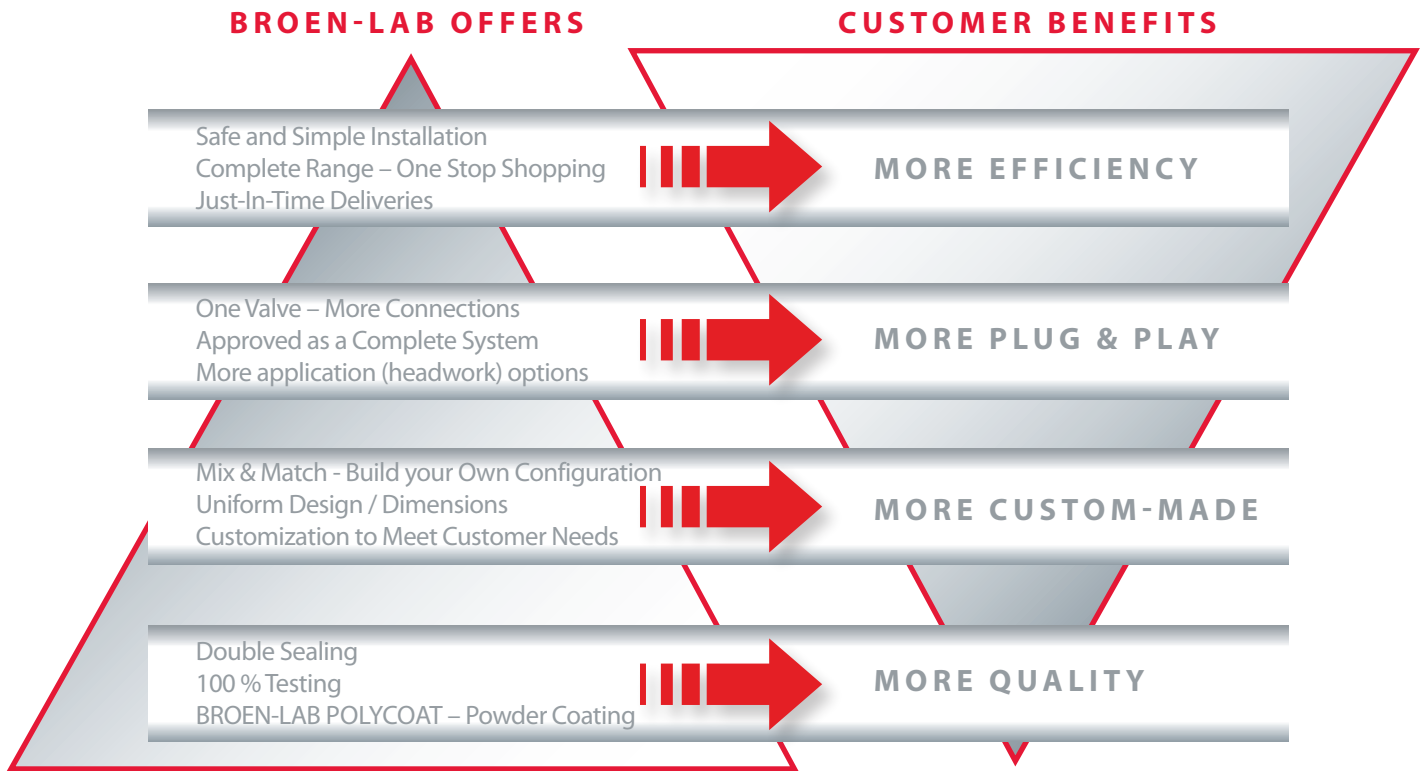 BROEN-LAB OFFERS
CUSTOMER BENEFITS
Safe and Simple Installation
Complete Range – One Stop Shopping
Just-In-Time Deliveries
MORE EFFICIENCY
One Valve – More Connections
Approved as a Complete System
More application (headwork) options
MORE PLUG & PLAY
Mix & Match - Build your Own Configuration
Uniform Design / Dimensions
Customization to Meet Customer Needs
MORE CUSTOM-MADE
Double Sealing
100 % Testing
BROEN-LAB POLYCOAT – Powder Coating
MORE QUALITY